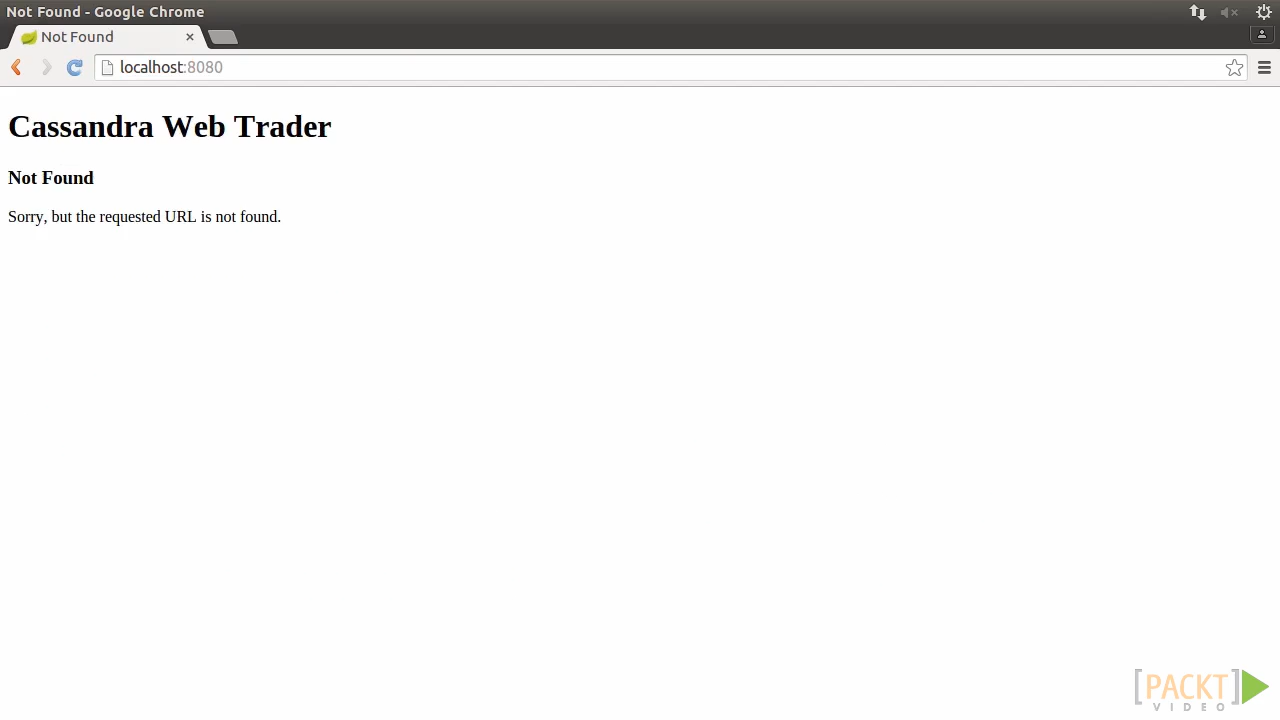 Not Found - Google Chrome
Not Found
localhost:8080
Cassandra Web Trader
Not Found
Sorry, but the requested URL is not found.
[PACKT]
VIDEO